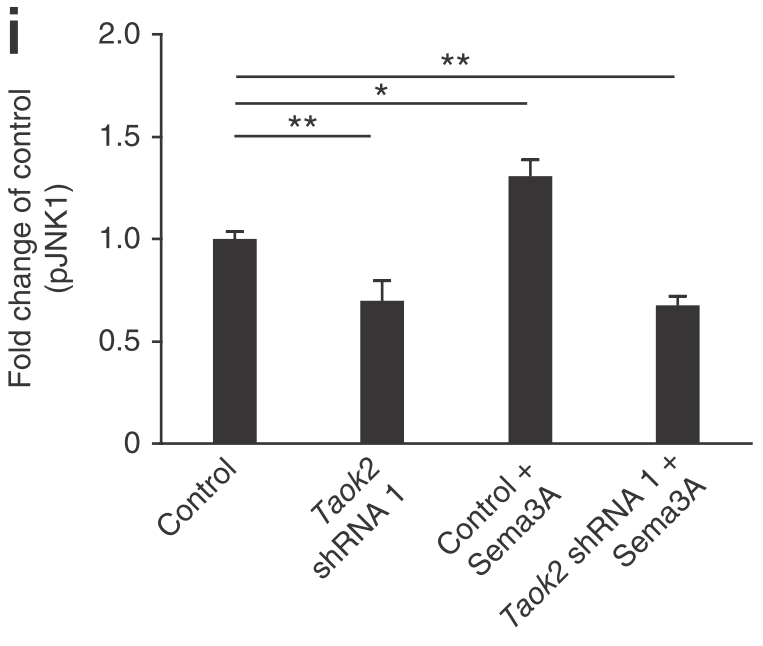 i
Fold change of control
(pJNK1)
2.0
1.5
1.0
0.5
0
**
*
**
Control
Taok2
shRNA 1
Control +
Sema3A
Taok2 shRNA 1 +
Sema3A